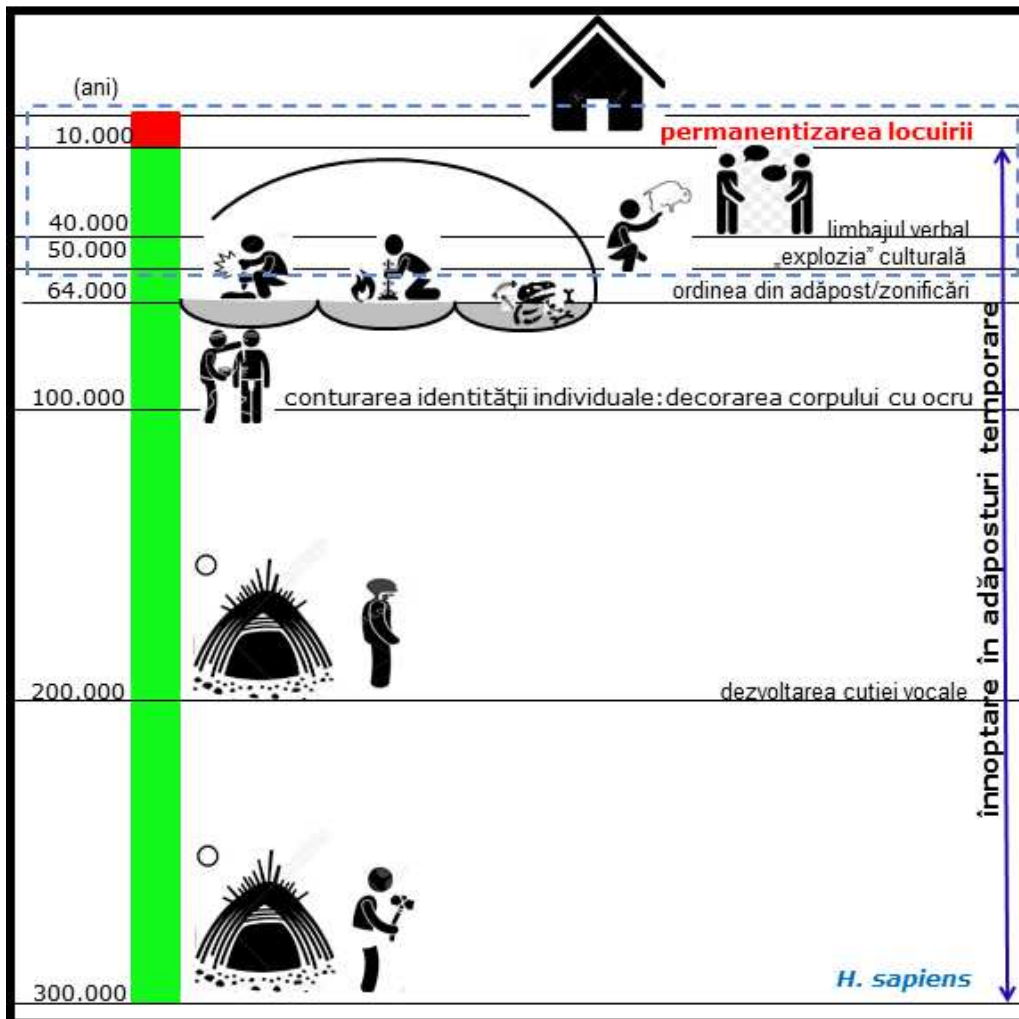 (ani)
10.000
permanentizarea locuirii
40.000
limbajul verbal
50.000
„explozia” culturală
64.000
ordinea din adăpost/zonificări
100.000
conturarea identității individuale: decorarea corpului cu ocru
200.000
dezvoltarea cutiei vocale
înnoptare în adăposturi temporare
H. sapiens
300.000